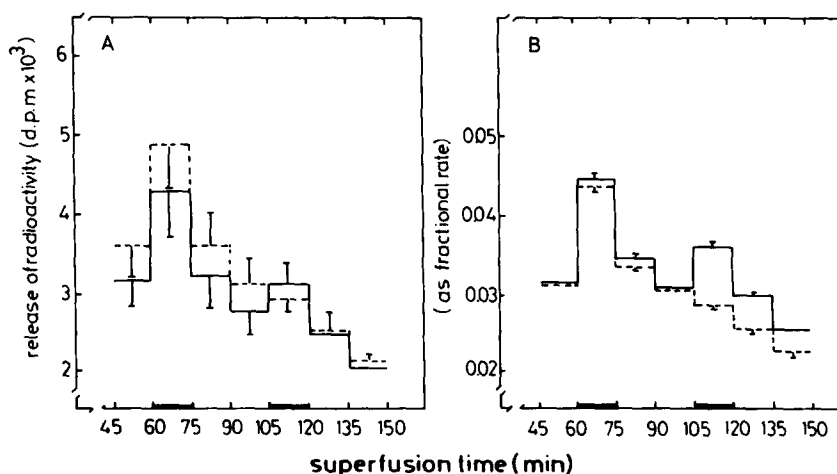 A
release of radioactivity (d.p.m x 10³)
6
5
4
3
2
45 60 75 90 105 120 135 150
B
(as fractional rate)
0.05
0.04
0.03
0.02
45 60 75 90 105 120 135 150
superfusion time (min)